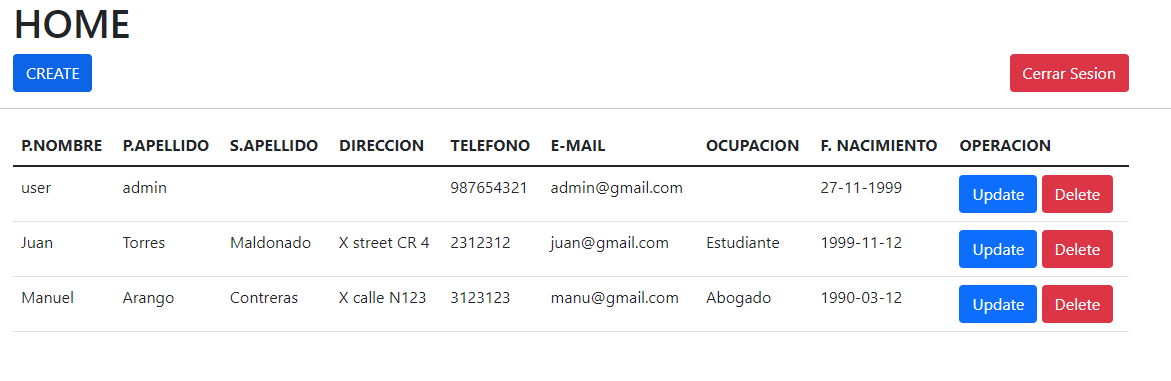 HOME
CREATE Cerrar Sesion
P.NOMBRE P.APELLIDO S.APELLIDO DIRECCION TELEFONO E-MAIL OCUPACION F. NACIMIENTO OPERACION
user admin 987654321 admin@gmail.com 27-11-1999 Update Delete
Juan Torres Maldonado X street CR 4 2312312 juan@gmail.com Estudiante 1999-11-12 Update Delete
Manuel Arango Contreras X calle N123 3123123 manu@gmail.com Abogado 1990-03-12 Update Delete